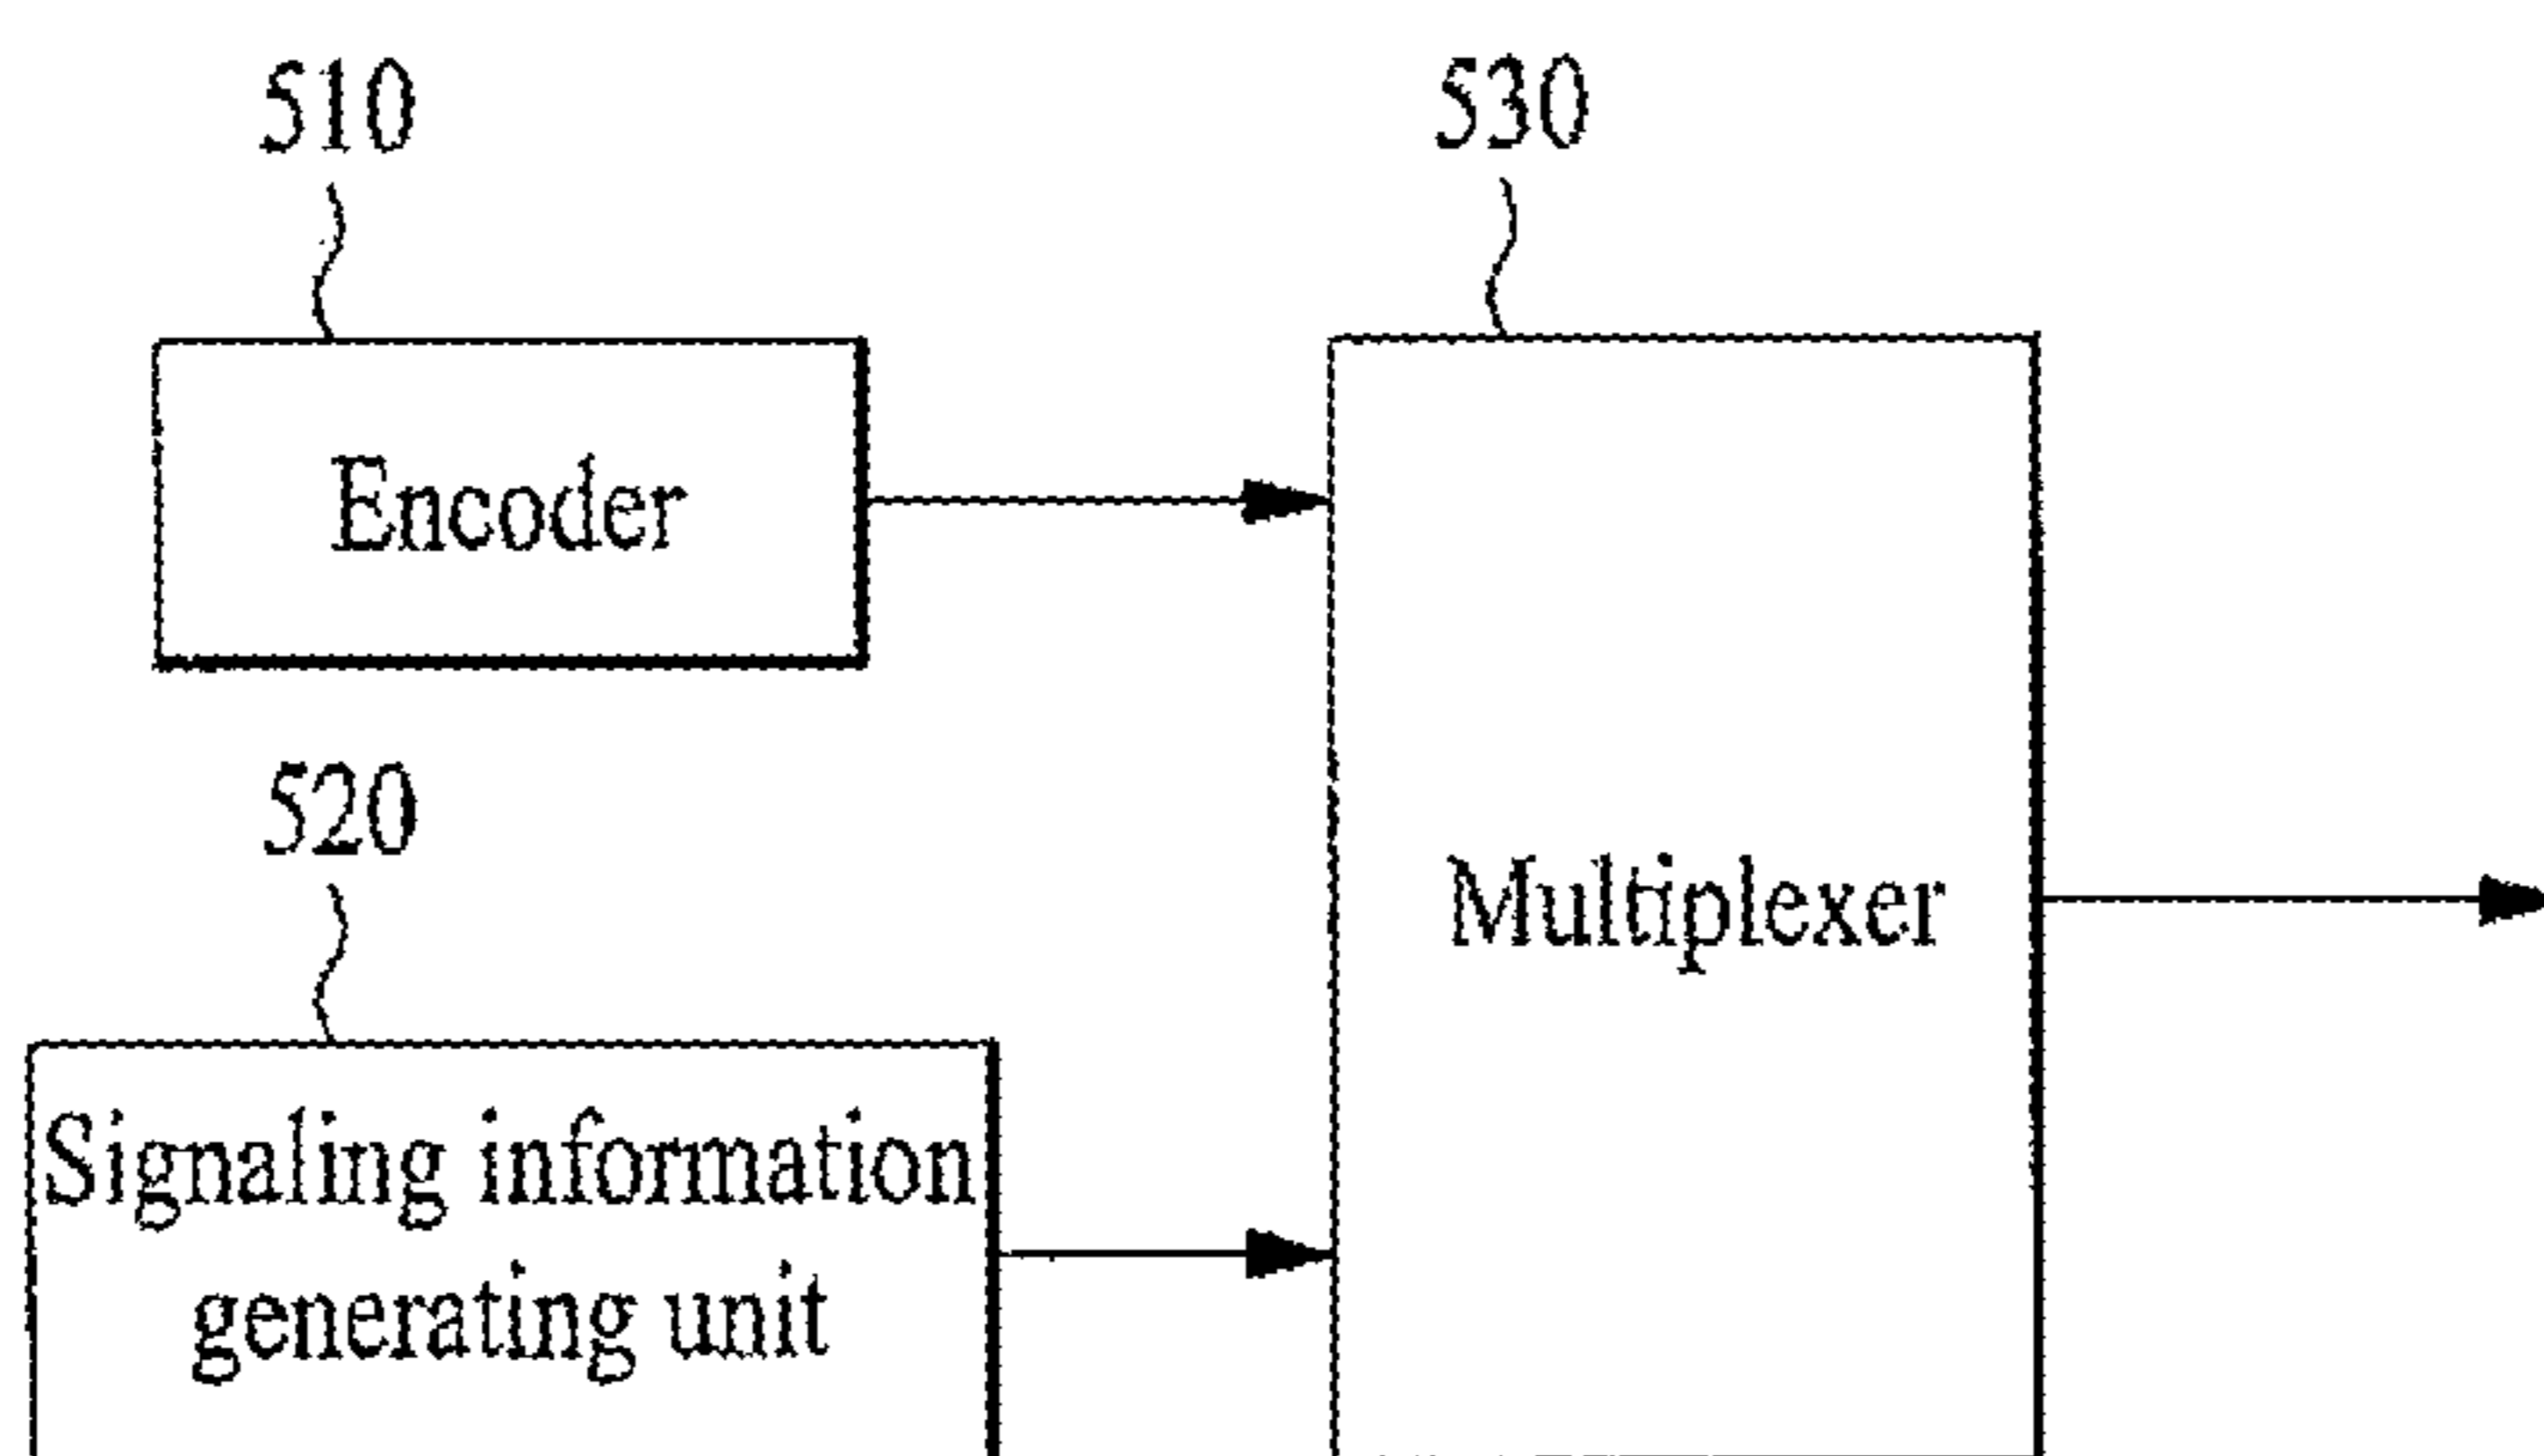 510
530
Encoder
520
Multiplexer
Signaling information
generating unit